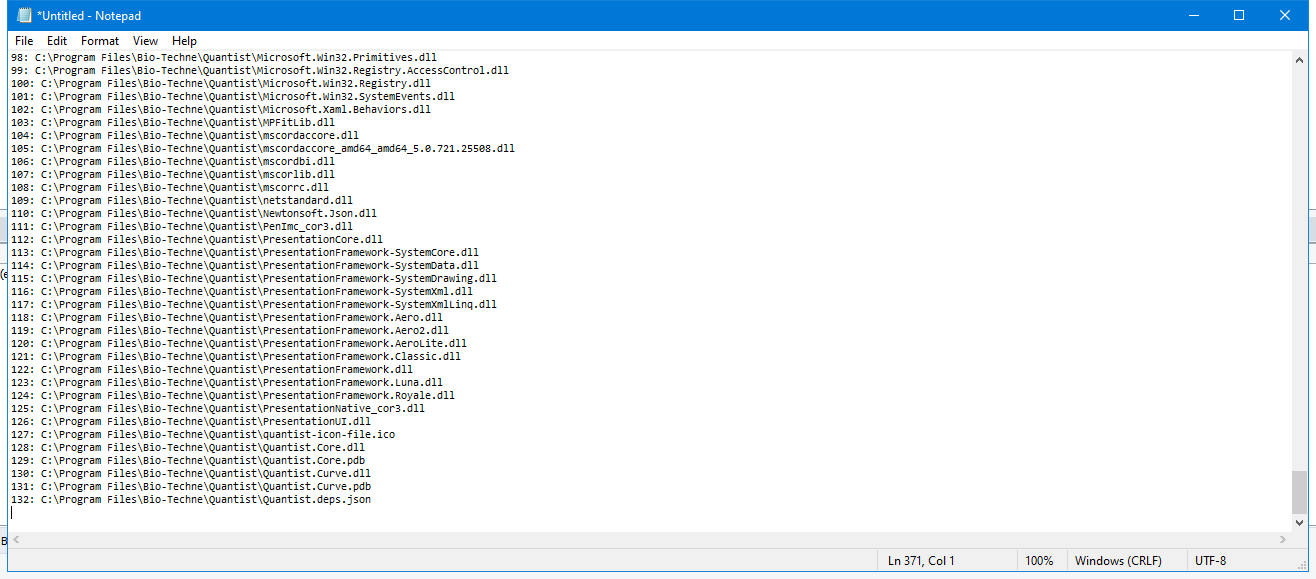 *Untitled - Notepad
File Edit Format View Help
98: C:\Program Files\Bio-Techne\Quantist\Microsoft.Win32.Primitives.dll
99: C:\Program Files\Bio-Techne\Quantist\Microsoft.Win32.Registry.AccessControl.dll
100: C:\Program Files\Bio-Techne\Quantist\Microsoft.Win32.Registry.dll
101: C:\Program Files\Bio-Techne\Quantist\Microsoft.Win32.SystemEvents.dll
102: C:\Program Files\Bio-Techne\Quantist\Microsoft.Xaml.Behaviors.dll
103: C:\Program Files\Bio-Techne\Quantist\MPFitLib.dll
104: C:\Program Files\Bio-Techne\Quantist\mscordaccore.dll
105: C:\Program Files\Bio-Techne\Quantist\mscordaccore_amd64_amd64_5.0.721.25508.dll
106: C:\Program Files\Bio-Techne\Quantist\mscordbi.dll
107: C:\Program Files\Bio-Techne\Quantist\mscorlib.dll
108: C:\Program Files\Bio-Techne\Quantist\mscorrc.dll
109: C:\Program Files\Bio-Techne\Quantist\netstandard.dll
110: C:\Program Files\Bio-Techne\Quantist\Newtonsoft.Json.dll
111: C:\Program Files\Bio-Techne\Quantist\PenImc_cor3.dll
112: C:\Program Files\Bio-Techne\Quantist\PresentationCore.dll
113: C:\Program Files\Bio-Techne\Quantist\PresentationFramework-SystemCore.dll
114: C:\Program Files\Bio-Techne\Quantist\PresentationFramework-SystemData.dll
115: C:\Program Files\Bio-Techne\Quantist\PresentationFramework-SystemDrawing.dll
116: C:\Program Files\Bio-Techne\Quantist\PresentationFramework-SystemXml.dll
117: C:\Program Files\Bio-Techne\Quantist\PresentationFramework-SystemXmlLinq.dll
118: C:\Program Files\Bio-Techne\Quantist\PresentationFramework.Aero.dll
119: C:\Program Files\Bio-Techne\Quantist\PresentationFramework.Aero2.dll
120: C:\Program Files\Bio-Techne\Quantist\PresentationFramework.AeroLite.dll
121: C:\Program Files\Bio-Techne\Quantist\PresentationFramework.Classic.dll
122: C:\Program Files\Bio-Techne\Quantist\PresentationFramework.dll
123: C:\Program Files\Bio-Techne\Quantist\PresentationFramework.Luna.dll
124: C:\Program Files\Bio-Techne\Quantist\PresentationFramework.Royale.dll
125: C:\Program Files\Bio-Techne\Quantist\PresentationNative_cor3.dll
126: C:\Program Files\Bio-Techne\Quantist\PresentationUI.dll
127: C:\Program Files\Bio-Techne\Quantist\quantist-icon-file.ico
128: C:\Program Files\Bio-Techne\Quantist\Quantist.Core.dll
129: C:\Program Files\Bio-Techne\Quantist\Quantist.Core.pdb
130: C:\Program Files\Bio-Techne\Quantist\Quantist.Curve.dll
131: C:\Program Files\Bio-Techne\Quantist\Quantist.Curve.pdb
132: C:\Program Files\Bio-Techne\Quantist\Quantist.deps.json
Ln 371, Col 1 100% Windows (CRLF) UTF-8